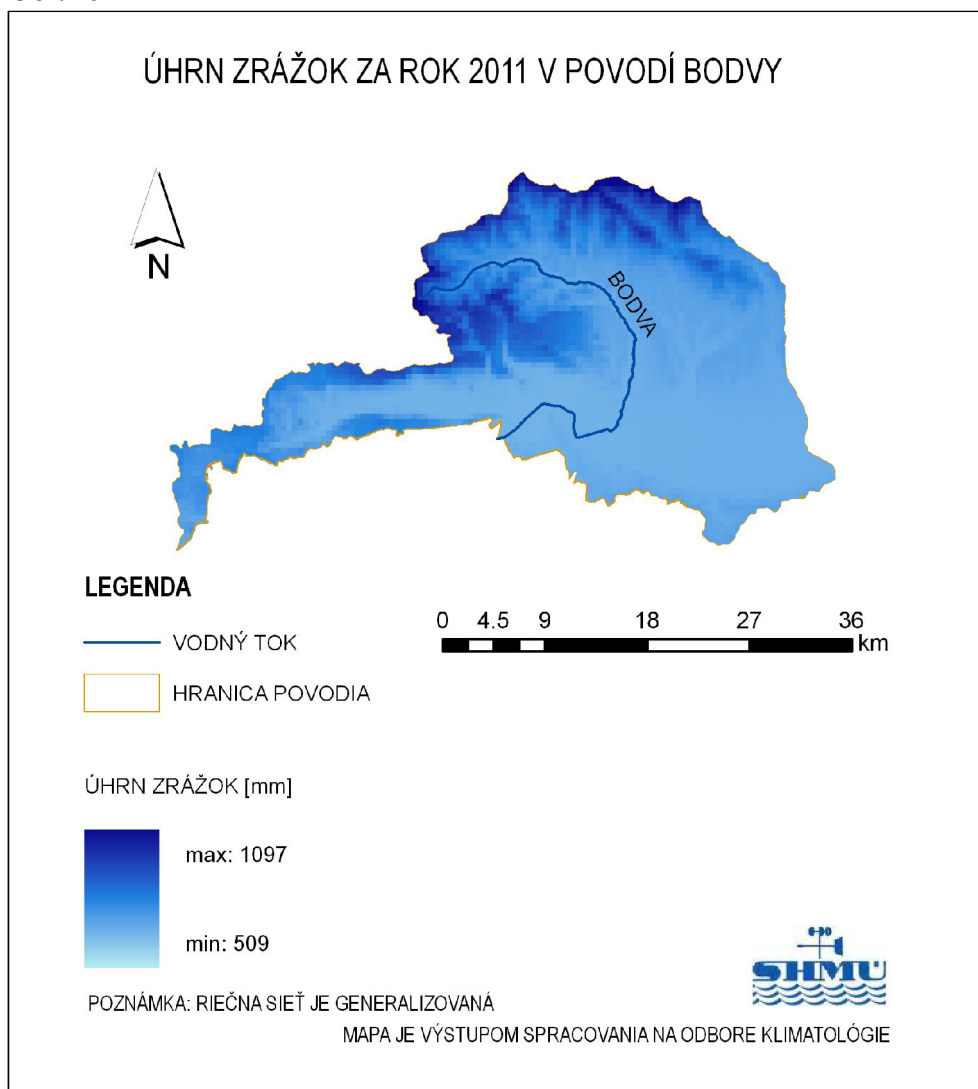 ÚHRN ZRÁŽOK ZA ROK 2011 V POVODÍ BODVY
N
BODVA
LEGENDA
VODNÝ TOK
HRANICA POVODIA
0 4.5 9 18 27 36
km
ÚHRN ZRÁŽOK [mm]
max: 1097
min: 509
SHMÚ
POZNÁMKA: RIEČNA SIEŤ JE GENERALIZOVANÁ
MAPA JE VÝSTUPOM SPRACOVANIA NA ODBORE KLIMATOLÓGIE